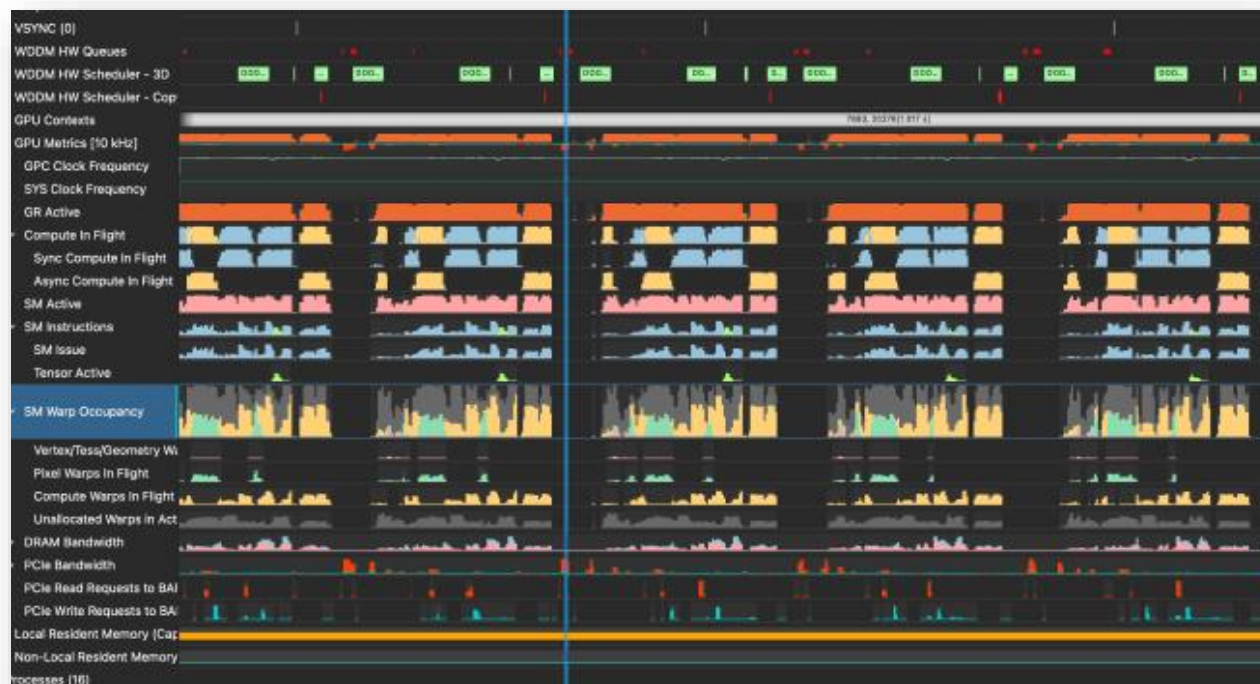 VSYNC (0)
WDDM HW Queues
WDDM HW Scheduler - 3D
WDDM HW Scheduler - Cop
GPU Contexts
GPU Metrics [10 kHz]
GPC Clock Frequency
SYS Clock Frequency
GR Active
Compute In Flight
Sync Compute In Flight
Async Compute In Flight
SM Active
SM Instructions
SM Issue
Tensor Active
SM Warp Occupancy
Vertex/Tess/Geometry Wa
Pixel Warps In Flight
Compute Warps In Flight
Unallocated Warps in Act
DRAM Bandwidth
PCIe Bandwidth
PCIe Read Requests to BA
PCIe Write Requests to BA
Local Resident Memory (Cap
Non-Local Resident Memory
Processes (16)